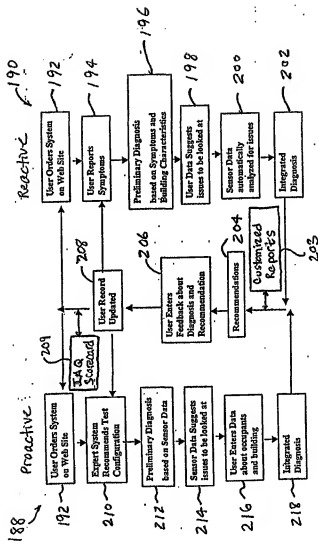 188
Proactive
192
User Orders System
on Web Site
210
Expert System
Recommends Test
Configuration
212
Preliminary Diagnosis
based on Sensor Data
214
Sensor Data Suggests
issues to be looked at
216
User Enters Data
about occupants
and building
218
Integrated
Diagnosis
209
IAQ
Scorecard
208
User Record
Updated
206
User Enters
Feedback about
Diagnosis and
Recommendation
204
Recommendations
Customized
Reports
203
Reactive
190
User Orders System
on Web Site
192
User Reports
Symptoms
194
Preliminary Diagnosis
based on Symptoms and
Building Characteristics
196
User Data Suggests
issues to be looked at
198
Sensor Data
automatically
analyzed for issues
200
Integrated
Diagnosis
202